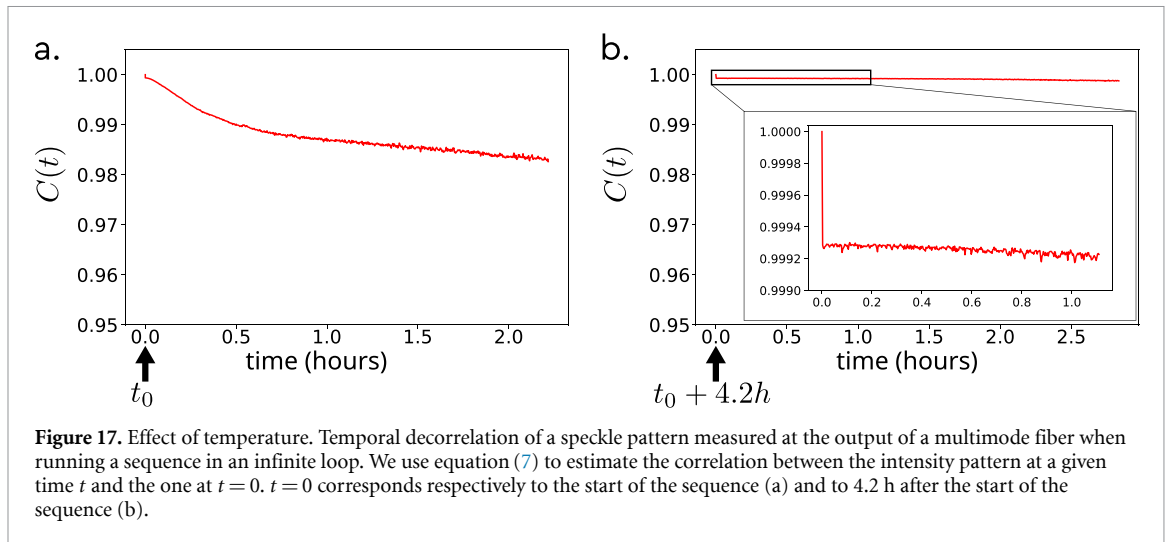 a.
1.00
0.99
0.98
0.97
0.96
0.95
C(t)
0.0 0.5 1.0 1.5 2.0
time (hours)
t0
b.
1.00
0.99
0.98
0.97
0.96
0.95
C(t)
1.0000
0.9998
0.9996
0.9994
0.9992
0.9990
0.0 0.2 0.4 0.6 0.8 1.0
0.0 0.5 1.0 1.5 2.0 2.5
time (hours)
t0 + 4.2h
Figure 17. Effect of temperature. Temporal decorrelation of a speckle pattern measured at the output of a multimode fiber when
running a sequence in an infinite loop. We use equation (7) to estimate the correlation between the intensity pattern at a given
time t and the one at t = 0. t = 0 corresponds respectively to the start of the sequence (a) and to 4.2 h after the start of the
sequence (b).